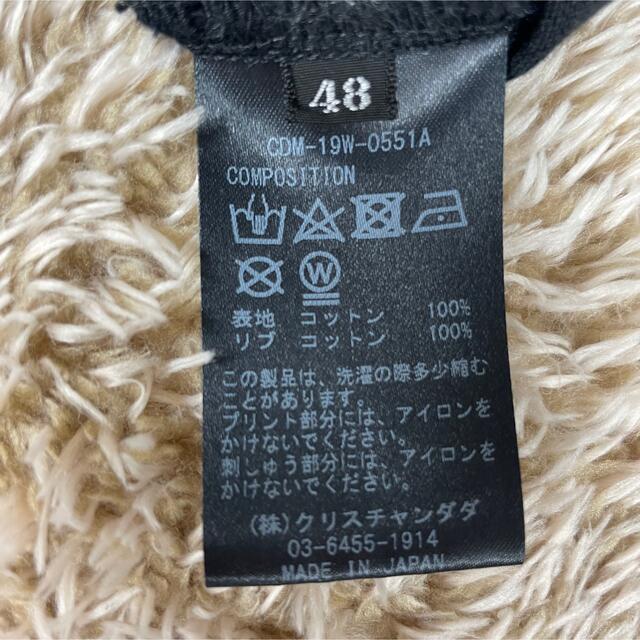 48
CDM-19W-0551A
COMPOSITION
W
表地 コットン 100%
リブ コットン 100%
この製品は、洗濯の際多少縮む
ことがあります。
プリント部分には、アイロンを
かけないでください。
刺しゅう部分には、アイロンを
かけないでください。
(株)クリスチャンダダ
03-6455-1914
MADE IN JAPAN